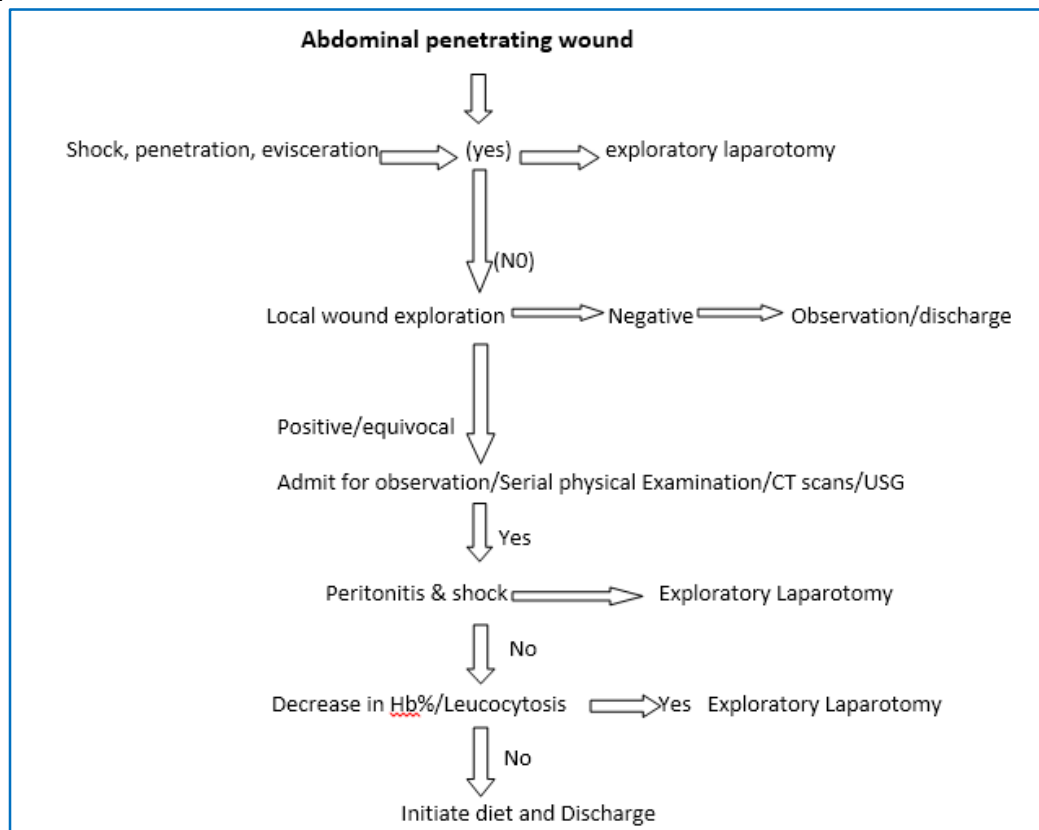 Abdominal penetrating wound
Shock, penetration, evisceration (yes) exploratory laparotomy
(N0)
Local wound exploration Negative Observation/discharge
Positive/equivocal
Admit for observation/Serial physical Examination/CT scans/USG
Yes
Peritonitis & shock Exploratory Laparotomy
No
Decrease in Hb%/Leucocytosis Yes Exploratory Laparotomy
No
Initiate diet and Discharge